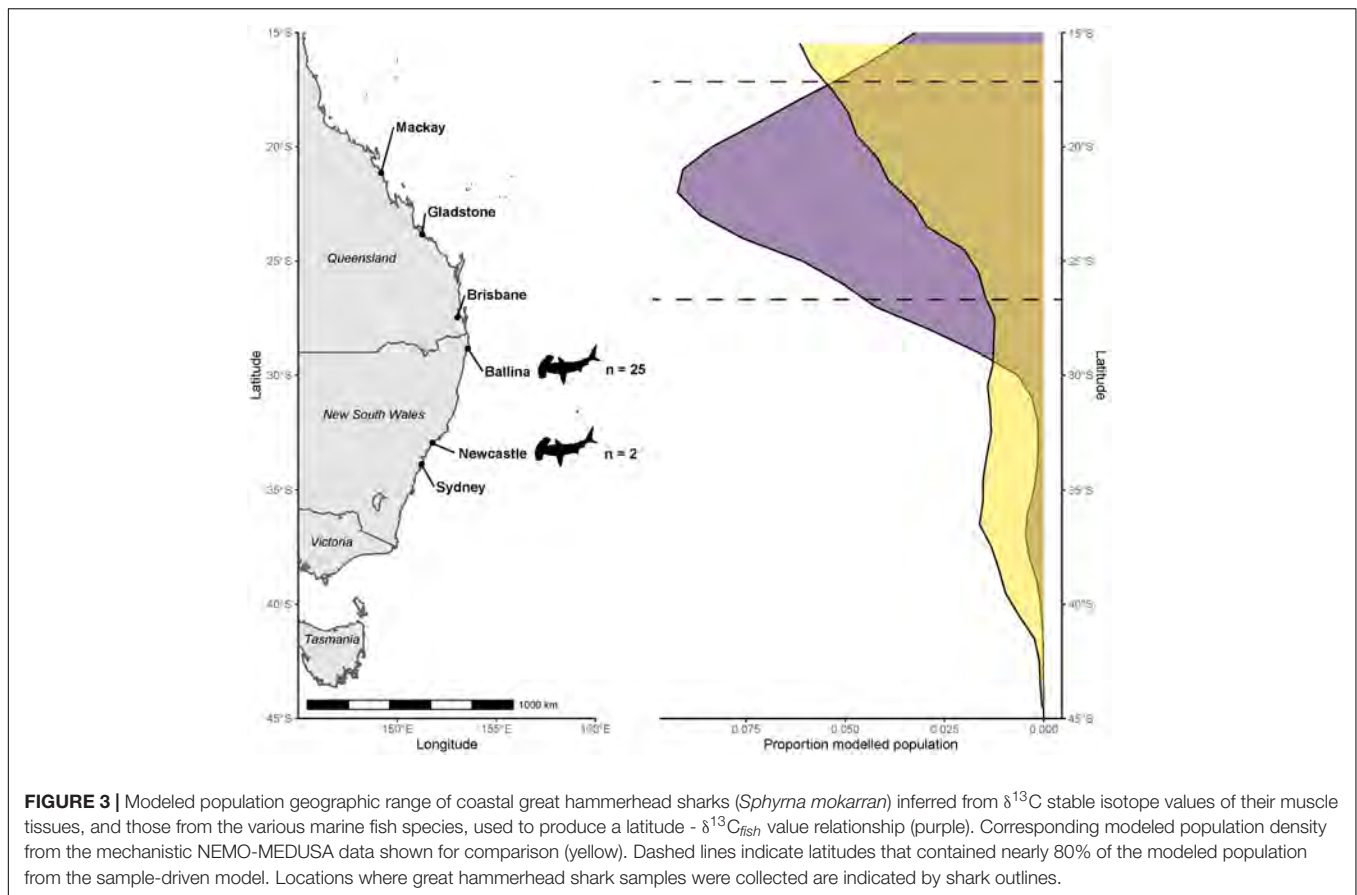 15°S
20°S
25°S
30°S
35°S
40°S
45°S
Latitude
Mackay
Gladstone
Queensland
Brisbane
Ballina
n = 25
New South Wales
Newcastle
n = 2
Sydney
Victoria
Tasmania
1000 km
150°E
155°E
160°E
Longitude
15°S
20°S
25°S
30°S
35°S
40°S
45°S
Latitude
0.075
0.050
0.025
0.000
Proportion modelled population
FIGURE 3 | Modeled population geographic range of coastal great hammerhead sharks (Sphyrna mokarran) inferred from δ¹³C stable isotope values of their muscle
tissues, and those from the various marine fish species, used to produce a latitude - δ¹³Cfish value relationship (purple). Corresponding modeled population density
from the mechanistic NEMO-MEDUSA data shown for comparison (yellow). Dashed lines indicate latitudes that contained nearly 80% of the modeled population
from the sample-driven model. Locations where great hammerhead shark samples were collected are indicated by shark outlines.